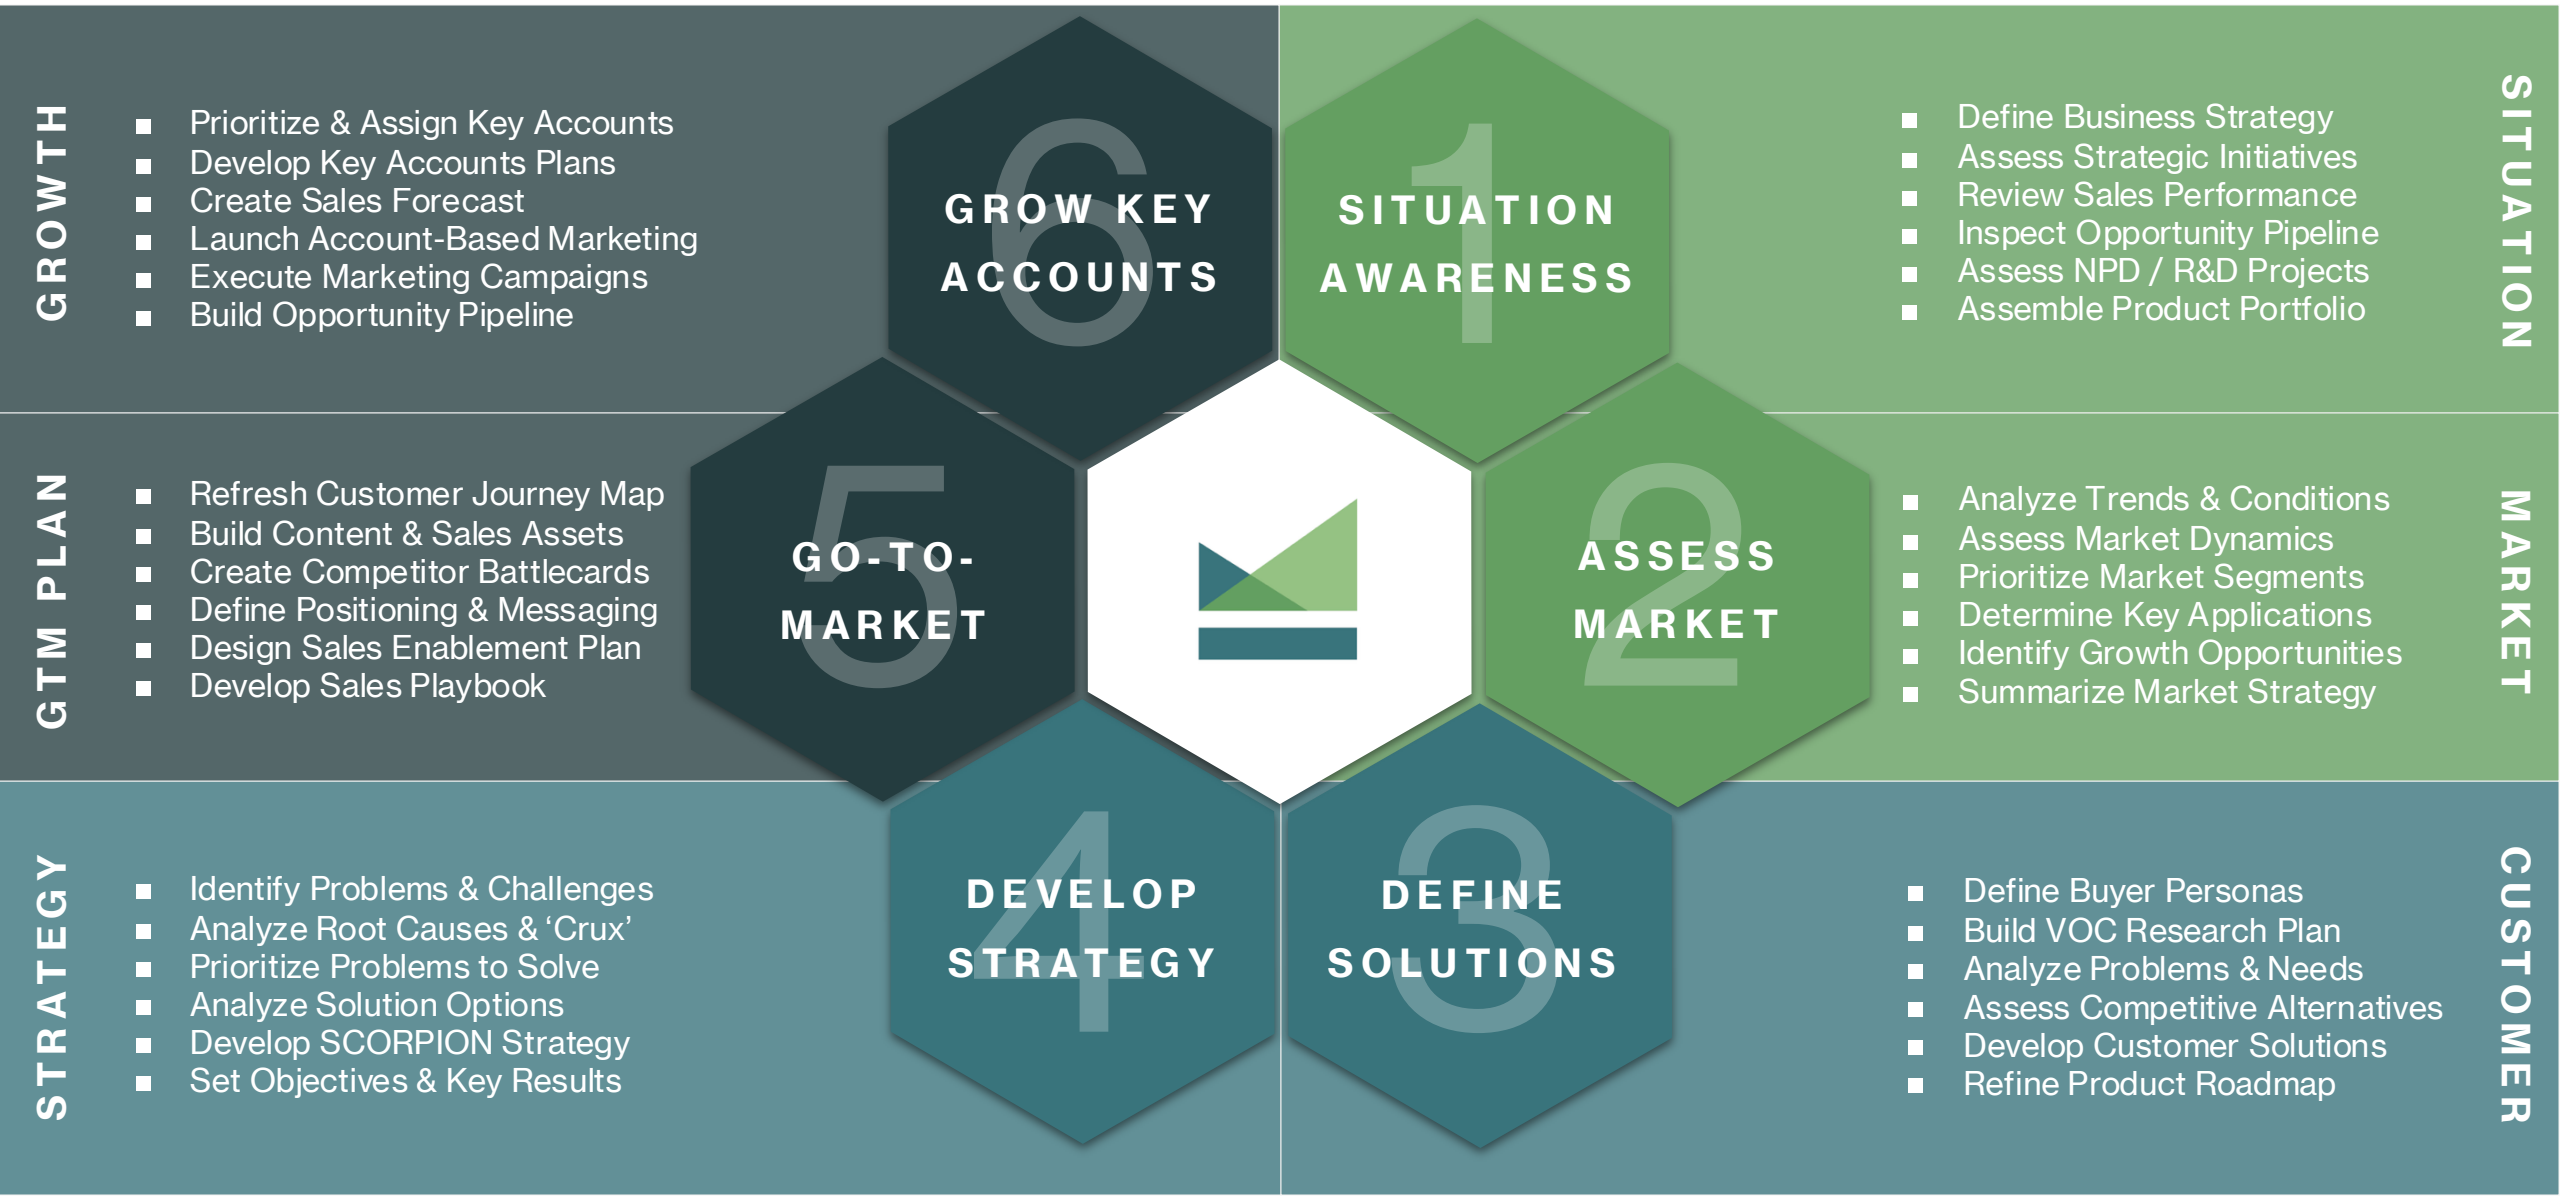 SITUATION
1
SITUATION
AWARENESS
Define Business Strategy
Assess Strategic Initiatives
Review Sales Performance
Inspect Opportunity Pipeline
Assess NPD / R&D Projects
Assemble Product Portfolio
MARKET
2
ASSESS
MARKET
Analyze Trends & Conditions
Assess Market Dynamics
Prioritize Market Segments
Determine Key Applications
Identify Growth Opportunities
Summarize Market Strategy
CUSTOMER
3
DEFINE
SOLUTIONS
Define Buyer Personas
Build VOC Research Plan
Analyze Problems & Needs
Assess Competitive Alternatives
Develop Customer Solutions
Refine Product Roadmap
STRATEGY
4
DEVELOP
STRATEGY
Identify Problems & Challenges
Analyze Root Causes & ‘Crux’
Prioritize Problems to Solve
Analyze Solution Options
Develop SCORPION Strategy
Set Objectives & Key Results
GTM PLAN
5
GO-TO-
MARKET
Refresh Customer Journey Map
Build Content & Sales Assets
Create Competitor Battlecards
Define Positioning & Messaging
Design Sales Enablement Plan
Develop Sales Playbook
GROWTH
6
GROW KEY
ACCOUNTS
Prioritize & Assign Key Accounts
Develop Key Accounts Plans
Create Sales Forecast
Launch Account-Based Marketing
Execute Marketing Campaigns
Build Opportunity Pipeline